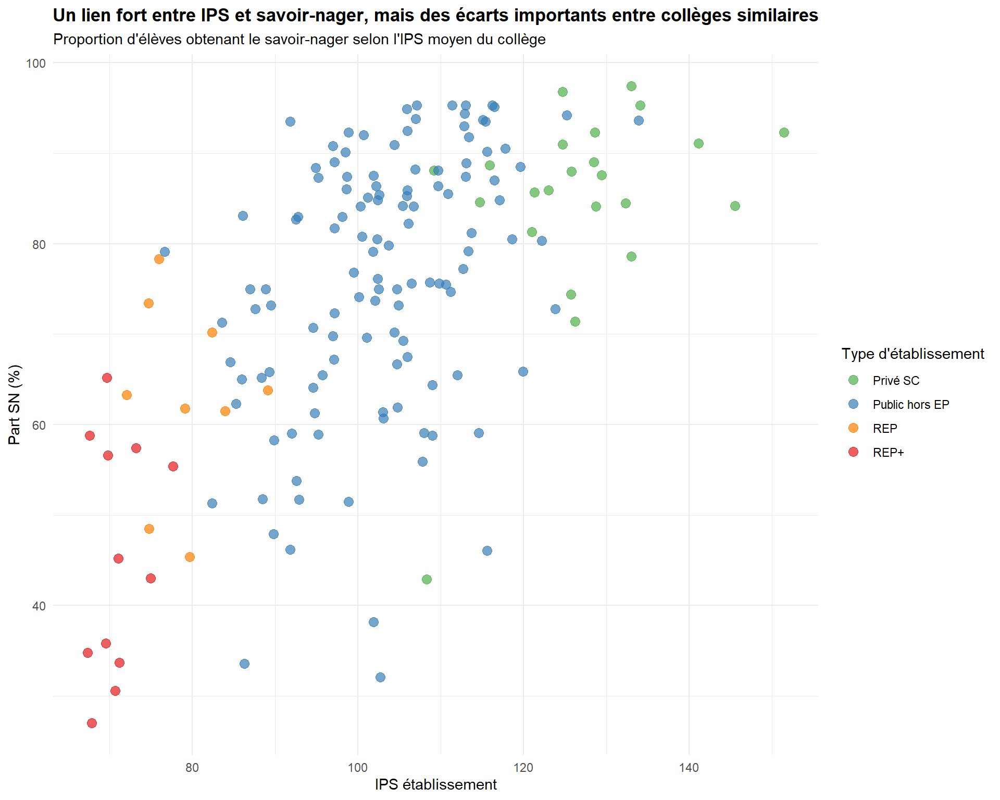 Un lien fort entre IPS et savoir-nager, mais des écarts importants entre collèges similaires
Proportion d'élèves obtenant le savoir-nager selon l'IPS moyen du collège
100
80
60
40
Part SN (%)
80
100
120
140
IPS établissement
Type d'établissement
Privé SC
Public hors EP
REP
REP+